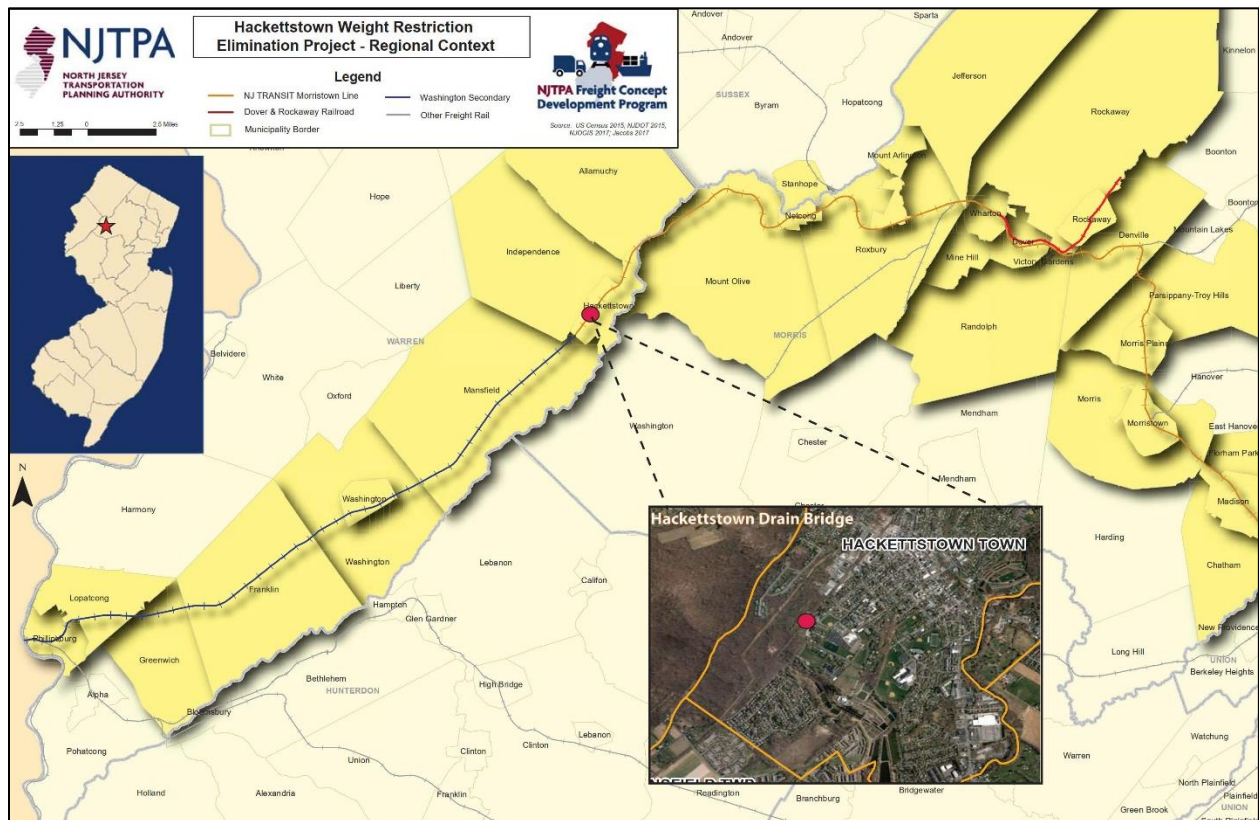 NJTPA
NORTH JERSEY
TRANSPORTATION
PLANNING AUTHORITY
2.5 1.25 0 2.5 Miles
Hackettstown Weight Restriction
Elimination Project - Regional Context
Legend
NJ TRANSIT Morristown Line
Washington Secondary
Dover & Rockaway Railroad
Other Freight Rail
Municipality Border
NJTPA Freight Concept
Development Program
Source: US Census 2015, NJDOT 2015,
NJOGIS 2017; Jacobs 2017
Andover
Andover
Sparta
Kinnelon
Jefferson
SUSSEX
Byram
Hopatcong
Rockaway
Mount Arlington
Boonton
Allamuchy
Stanhope
Hope
Netcong
Wharton
Rockaway
Boonton
Mountain Lakes
Denville
Dover
Independence
Roxbury
Mine Hill
Victory Gardens
Mount Olive
Liberty
Hackettstown
Parsippany-Troy Hills
Randolph
MORRIS
WARREN
Belvidere
Morris Plains
White
Hanover
Mansfield
Oxford
Morris
Mendham
Washington
Chester
Morristown
East Hanover
Florham Park
Mendham
Madison
N
Washington
Chester
Harmony
Hackettstown Drain Bridge
HACKETTSTOWN TOWN
Harding
Lebanon
Washington
Chatham
Califon
Franklin
Lopatcong
Hampton
Glen Gardner
New Providence
Phillipsburg
Long Hill
UNION
Greenwich
Berkeley Heights
Bethlehem
HUNTERDON
High Bridge
Alpha
Bloomsbury
Lebanon
Pohatcong
Clinton
Clinton
Union
Warren
Watchung
North Plainfield
Holland
Alexandria
Franklin
Readington
Branchburg
Bridgewater
Plainfield
Green Brook
UNION
South Plainfield